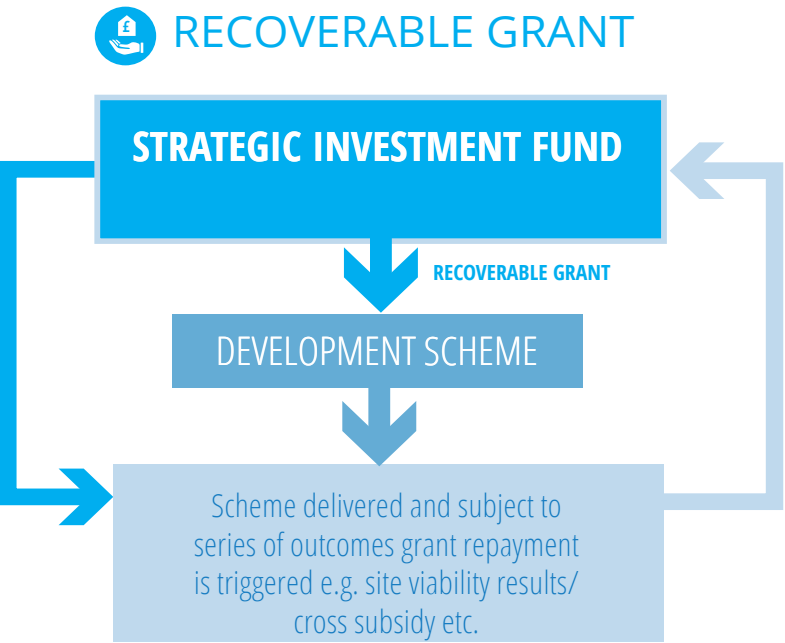 £
RECOVERABLE GRANT
STRATEGIC INVESTMENT FUND
RECOVERABLE GRANT
DEVELOPMENT SCHEME
Scheme delivered and subject to
series of outcomes grant repayment
is triggered e.g. site viability results/
cross subsidy etc.